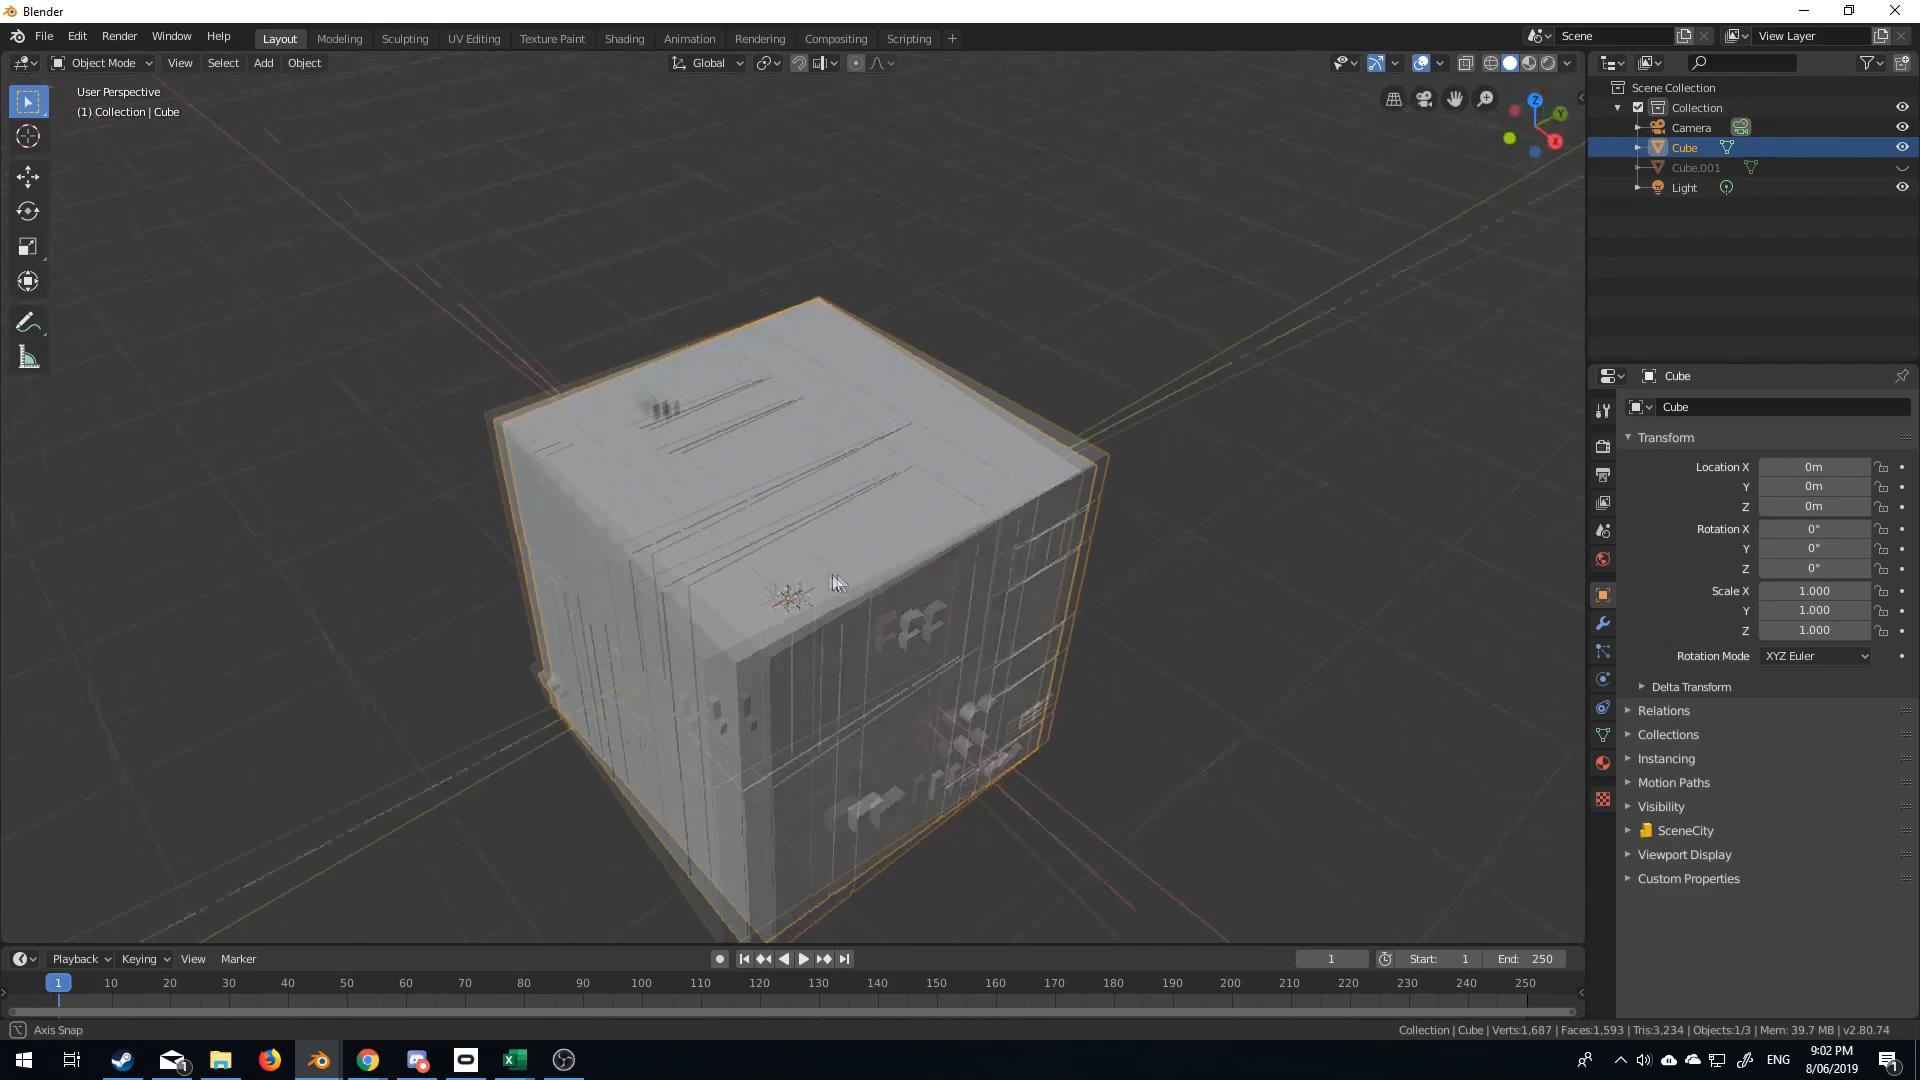 Blender
File Edit Render Window Help Layout Modeling Sculpting UV Editing Texture Paint Shading Animation Rendering Compositing Scripting + Scene View Layer
Object Mode View Select Add Object Global
User Perspective
(1) Collection | Cube
Z
Y
X
Scene Collection
Collection
Camera
Cube
Cube.001
Light
Cube
Cube
Transform
Location X 0m
Y 0m
Z 0m
Rotation X 0°
Y 0°
Z 0°
Scale X 1.000
Y 1.000
Z 1.000
Rotation Mode XYZ Euler
Delta Transform
Relations
Collections
Instancing
Motion Paths
Visibility
SceneCity
Viewport Display
Custom Properties
Playback Keying View Marker 1 Start: 1 End: 250
1 10 20 30 40 50 60 70 80 90 100 110 120 130 140 150 160 170 180 190 200 210 220 230 240 250
Axis Snap Collection | Cube | Verts:1,687 | Faces:1,593 | Tris:3,234 | Objects:1/3 | Mem: 39.7 MB | v2.80.74
1 ENG 9:02 PM 1
8/06/2019